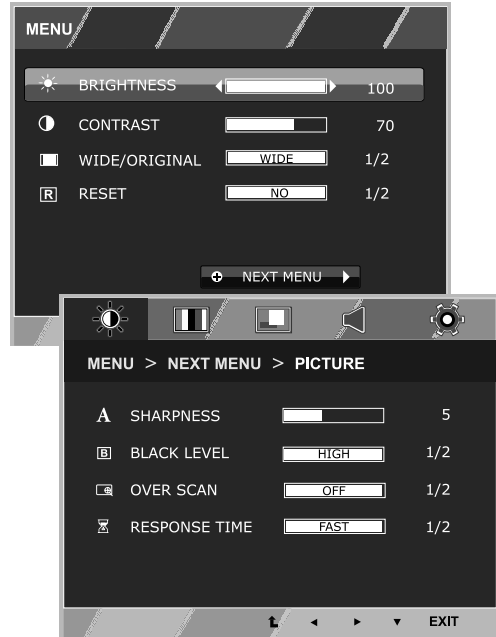 MENU
BRIGHTNESS 100
CONTRAST 70
WIDE/ORIGINAL WIDE 1/2
R RESET NO 1/2
NEXT MENU
MENU > NEXT MENU > PICTURE
A SHARPNESS 5
B BLACK LEVEL HIGH 1/2
OVER SCAN OFF 1/2
RESPONSE TIME FAST 1/2
EXIT